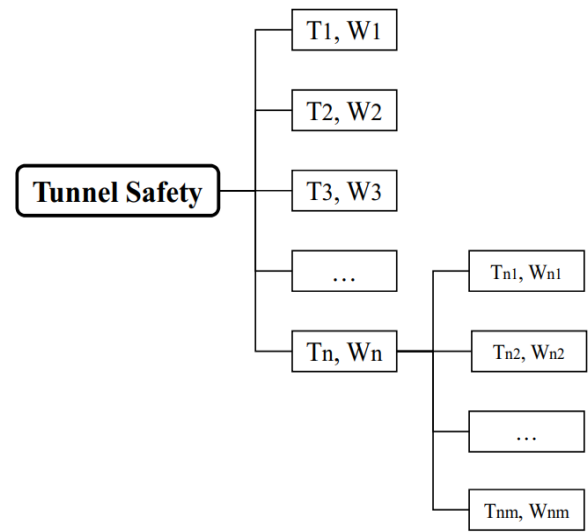 T1, W1
T2, W2
Tunnel Safety
T3, W3
…
Tn, Wn
Tn1, Wn1
Tn2, Wn2
…
Tnm, Wnm